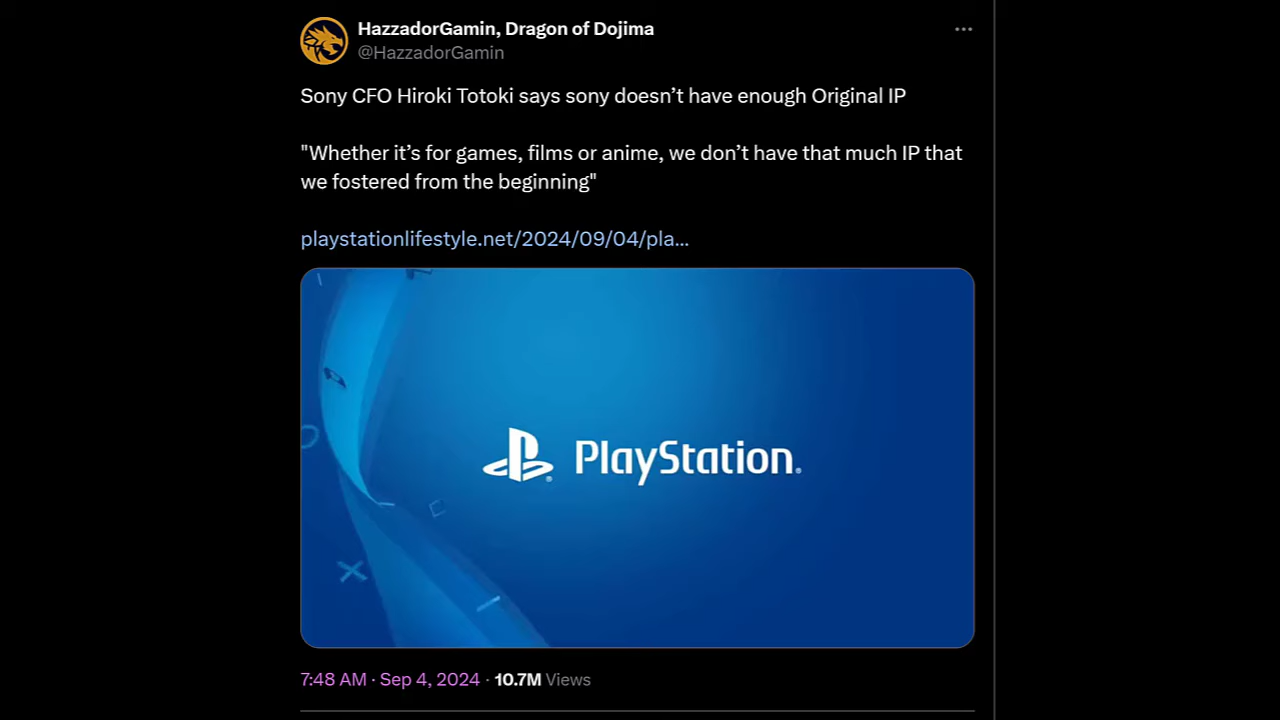 HazzadorGamin, Dragon of Dojima
@HazzadorGamin
Sony CFO Hiroki Totoki says sony doesn’t have enough Original IP
"Whether it’s for games, films or anime, we don’t have that much IP that
we fostered from the beginning"
playstationlifestyle.net/2024/09/04/pla...
PlayStation®
7:48 AM · Sep 4, 2024 · 10.7M Views